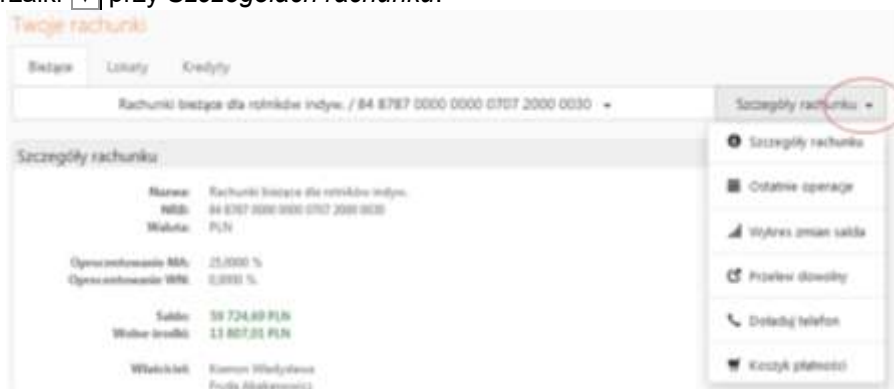 przy Szczegółach rachunku.
Twoje rachunki
Bieżące Lokaty Kredyty
Rachunki bieżące dla rolników indyw. / 84 8787 0000 0000 0707 2000 0030
Szczegóły rachunku
Szczegóły rachunku
Szczegóły rachunku
Ostatnie operacje
Wykres zmian salda
Przelew dowolny
Doładuj telefon
Koszyk płatności
Nazwa: Rachunki bieżące dla rolników indyw.
NRB: 84 8787 0000 0000 0707 2000 0030
Waluta: PLN
Oprocentowanie MA: 25,0000 %
Oprocentowanie WN: 0,0000 %
Saldo: 59 724,69 PLN
Wolne środki: 13 807,01 PLN
Właściciel: